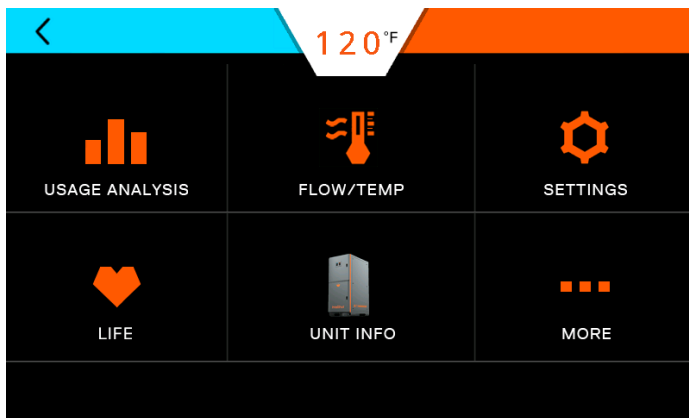 120°F
USAGE ANALYSIS
FLOW/TEMP
SETTINGS
LIFE
UNIT INFO
MORE